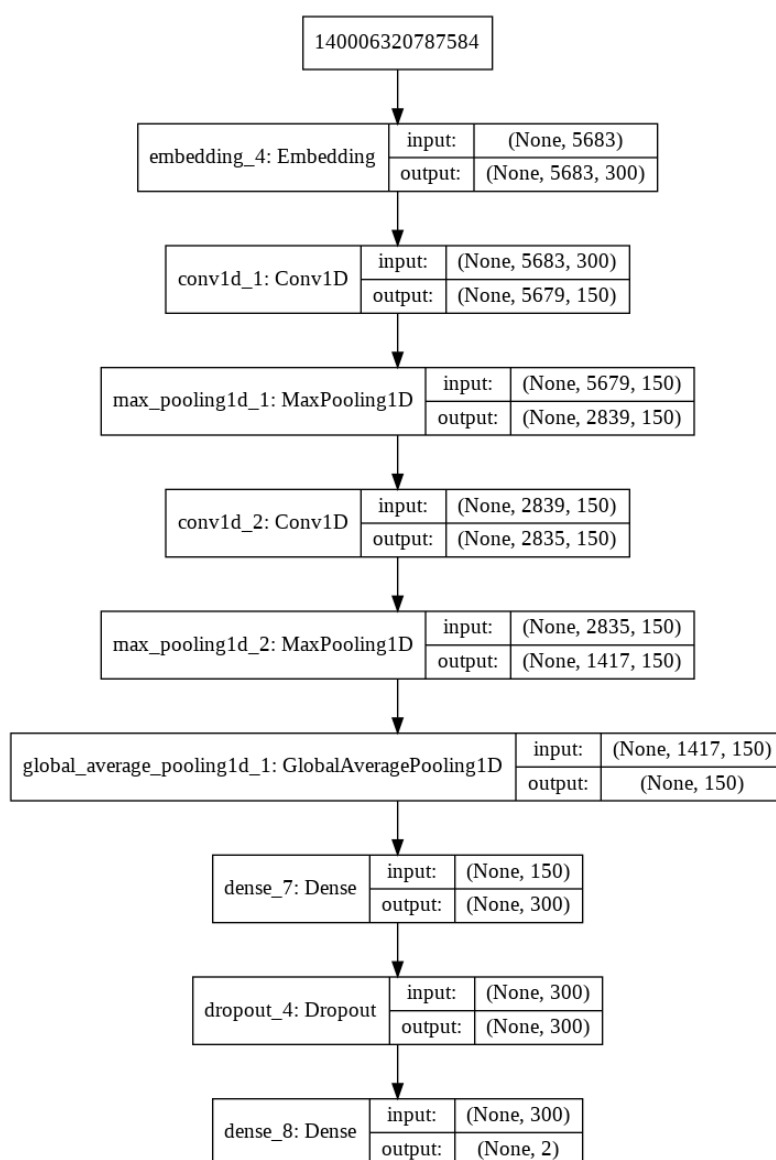 140006320787584
embedding_4: Embedding
input: (None, 5683)
output: (None, 5683, 300)
conv1d_1: Conv1D
input: (None, 5683, 300)
output: (None, 5679, 150)
max_pooling1d_1: MaxPooling1D
input: (None, 5679, 150)
output: (None, 2839, 150)
conv1d_2: Conv1D
input: (None, 2839, 150)
output: (None, 2835, 150)
max_pooling1d_2: MaxPooling1D
input: (None, 2835, 150)
output: (None, 1417, 150)
global_average_pooling1d_1: GlobalAveragePooling1D
input: (None, 1417, 150)
output: (None, 150)
dense_7: Dense
input: (None, 150)
output: (None, 300)
dropout_4: Dropout
input: (None, 300)
output: (None, 300)
dense_8: Dense
input: (None, 300)
output: (None, 2)